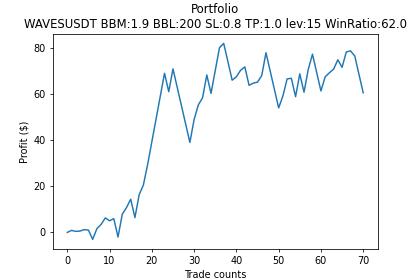 Portfolio
WAVESUSDT BBM:1.9 BBL:200 SL:0.8 TP:1.0 lev:15 WinRatio:62.0
80
60
40
20
0
Profit ($)
0 10 20 30 40 50 60 70
Trade counts